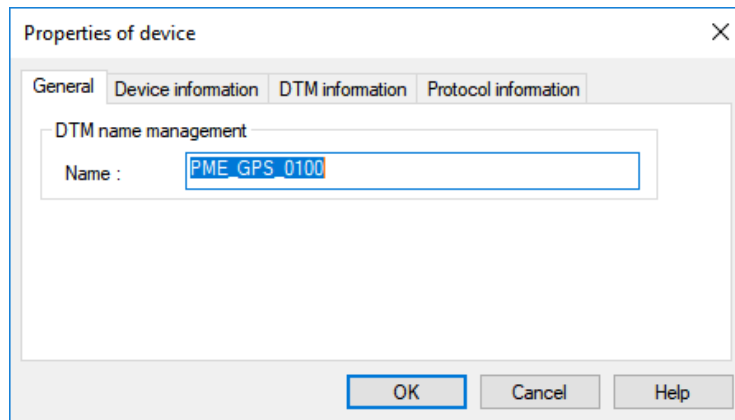 Properties of device
General Device information DTM information Protocol information
DTM name management
Name : PME_GPS_0100
OK Cancel Help